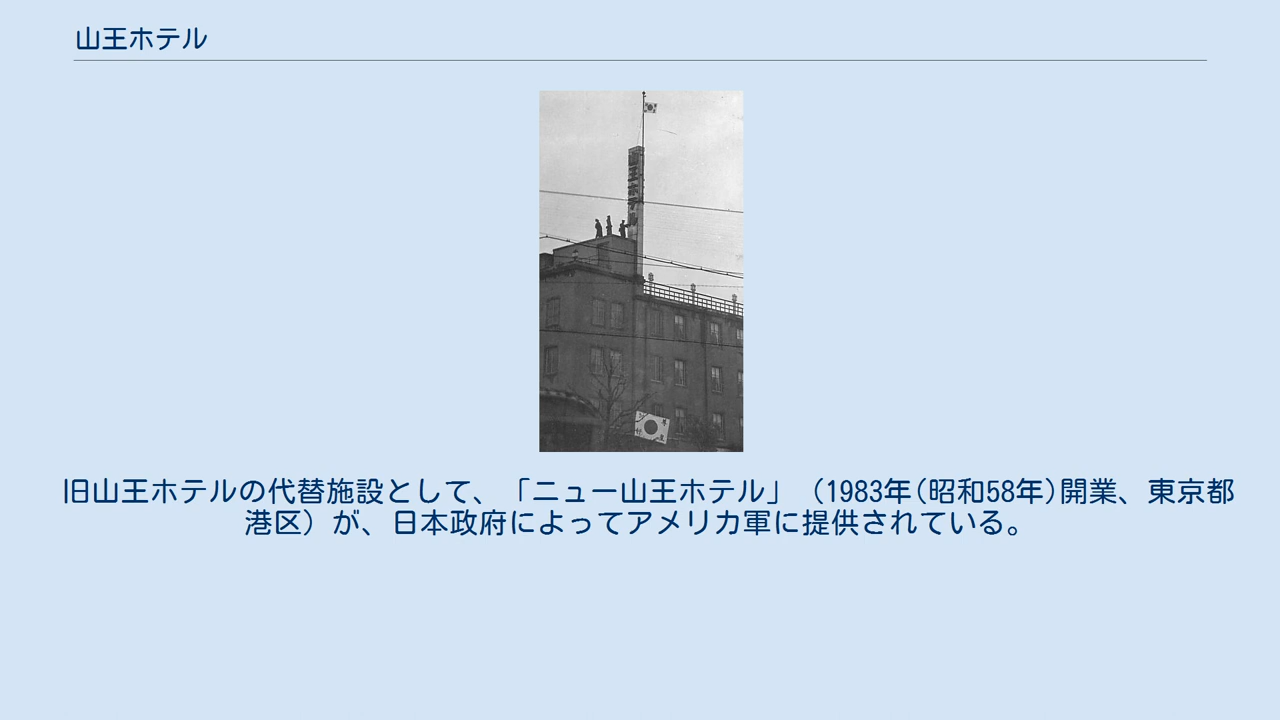 山王ホテル
旧山王ホテルの代替施設として、「ニュー山王ホテル」（1983年(昭和58年)開業、東京都
港区）が、日本政府によってアメリカ軍に提供されている。